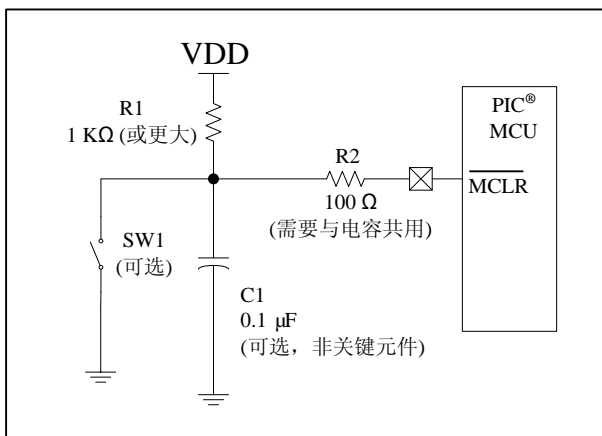 VDD
R1
1 KΩ (或更大)
R2
100 Ω
(需要与电容共用)
PIC®
MCU
MCLR
SW1
(可选)
C1
0.1 µF
(可选，非关键元件)